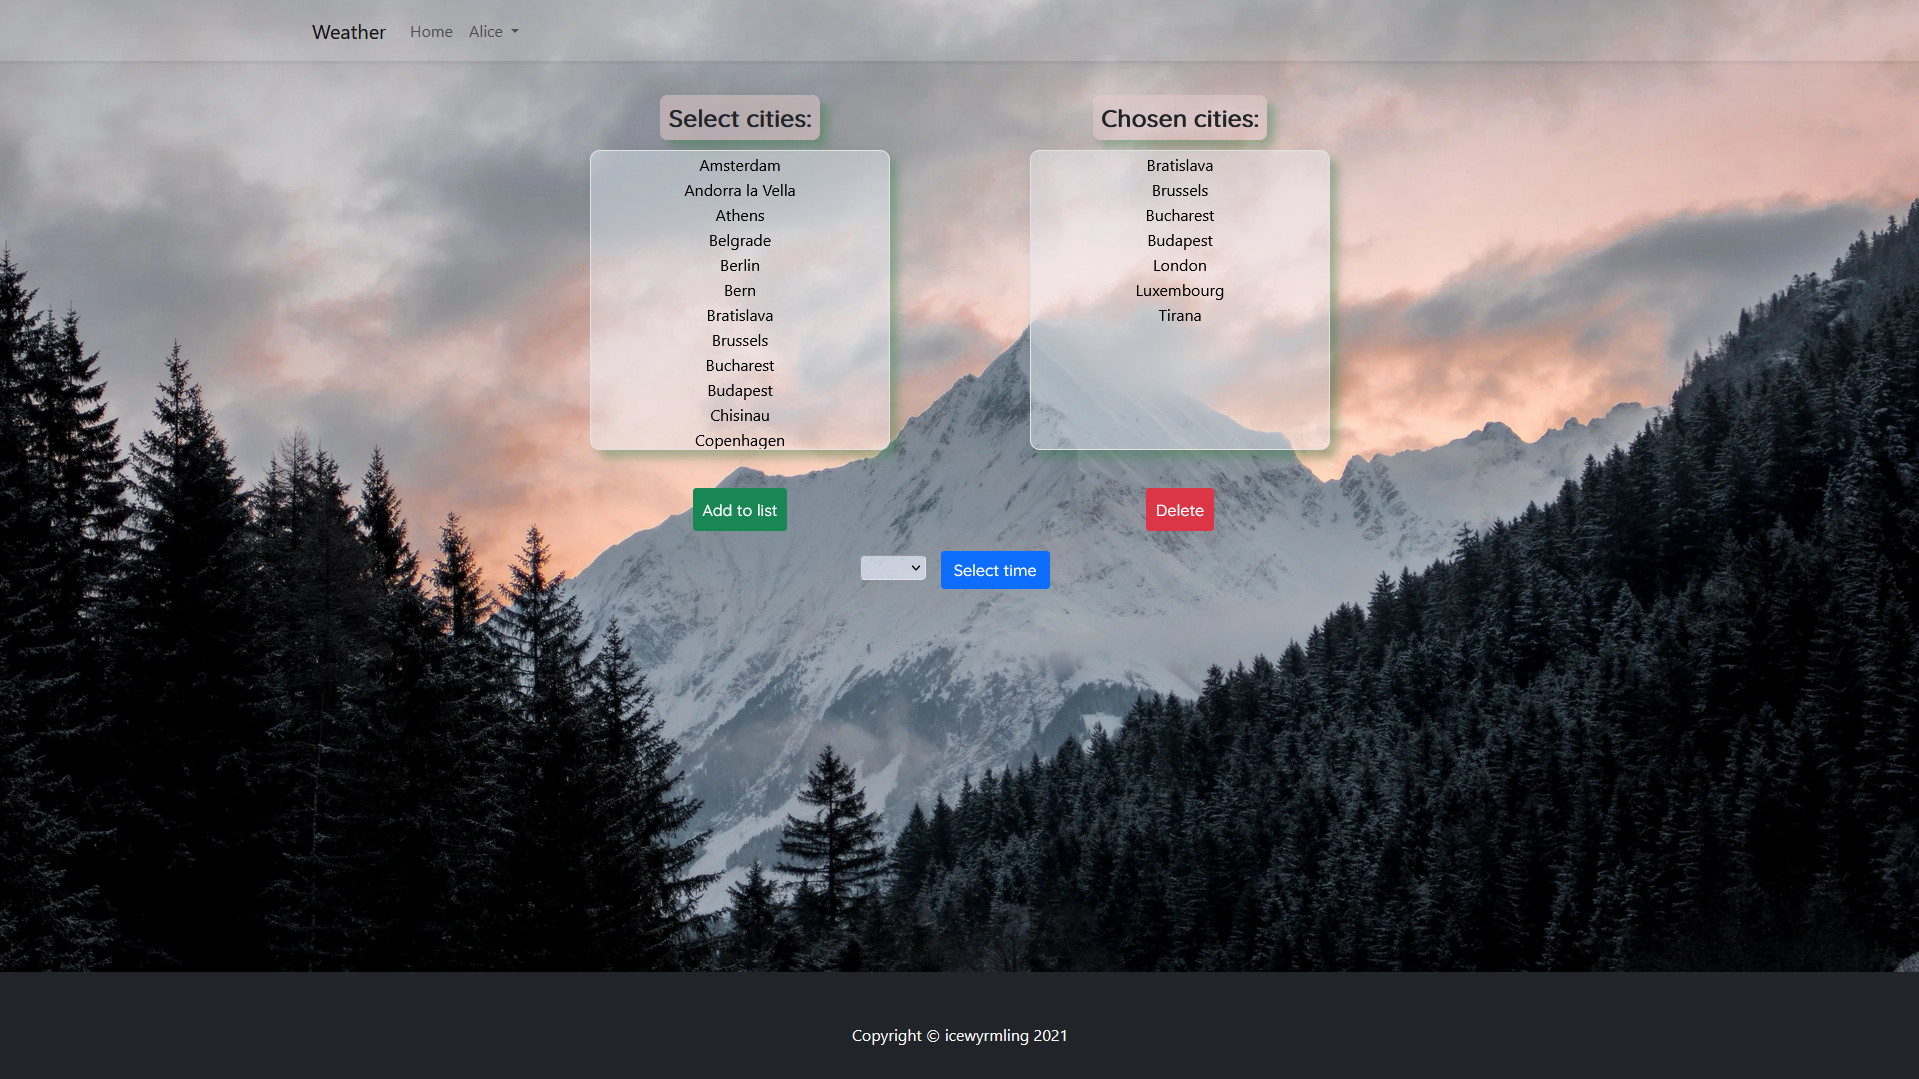 Weather Home Alice
Select cities:
Amsterdam
Andorra la Vella
Athens
Belgrade
Berlin
Bern
Bratislava
Brussels
Bucharest
Budapest
Chisinau
Copenhagen
Add to list
Chosen cities:
Bratislava
Brussels
Bucharest
Budapest
London
Luxembourg
Tirana
Delete
Select time
Copyright © icewyrmling 2021